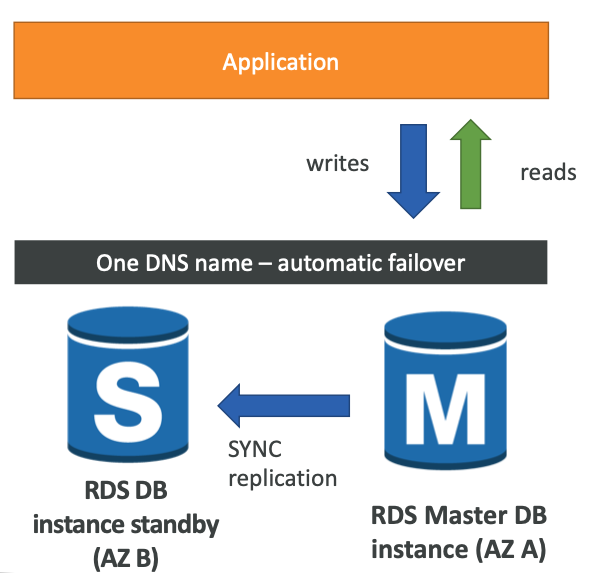 Application
writes
reads
One DNS name – automatic failover
S
M
SYNC
replication
RDS DB
instance standby
(AZ B)
RDS Master DB
instance (AZ A)